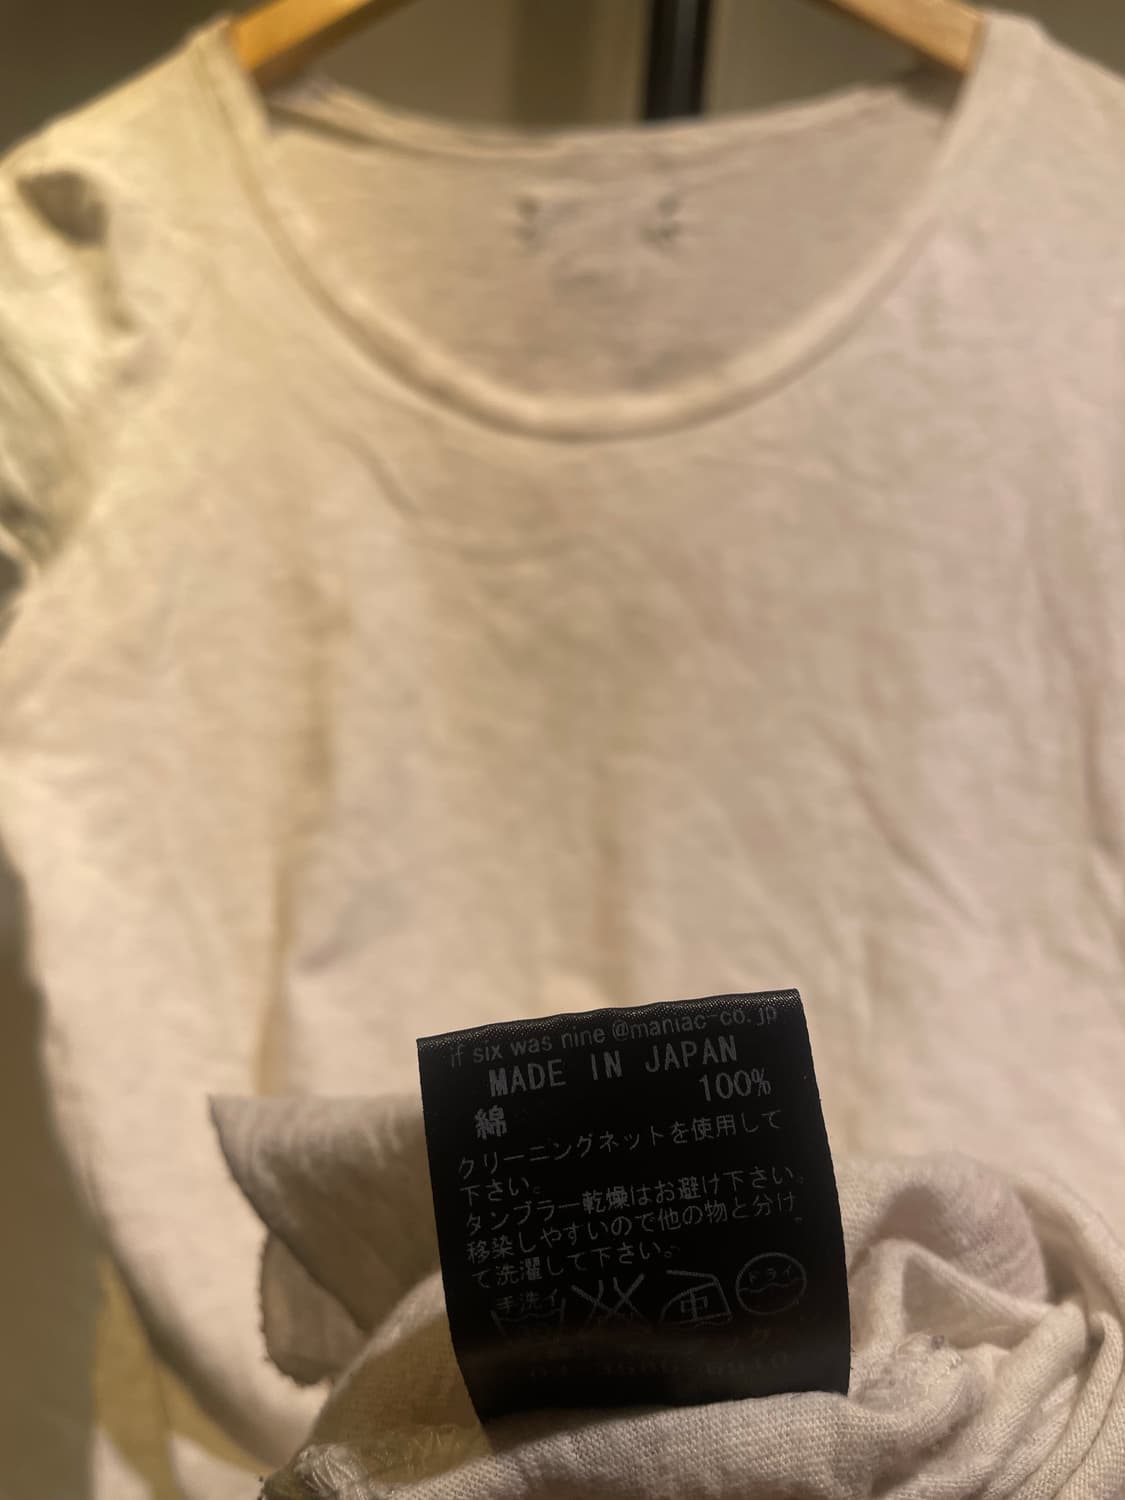 if six was nine @maniac-co.jp
MADE IN JAPAN
綿 100%
クリーニングネットを使用して
下さい。
タンブラー乾燥はお避け下さい。
移染しやすいので他の物と分け
て洗濯して下さい。
手洗イ 中 ドライ